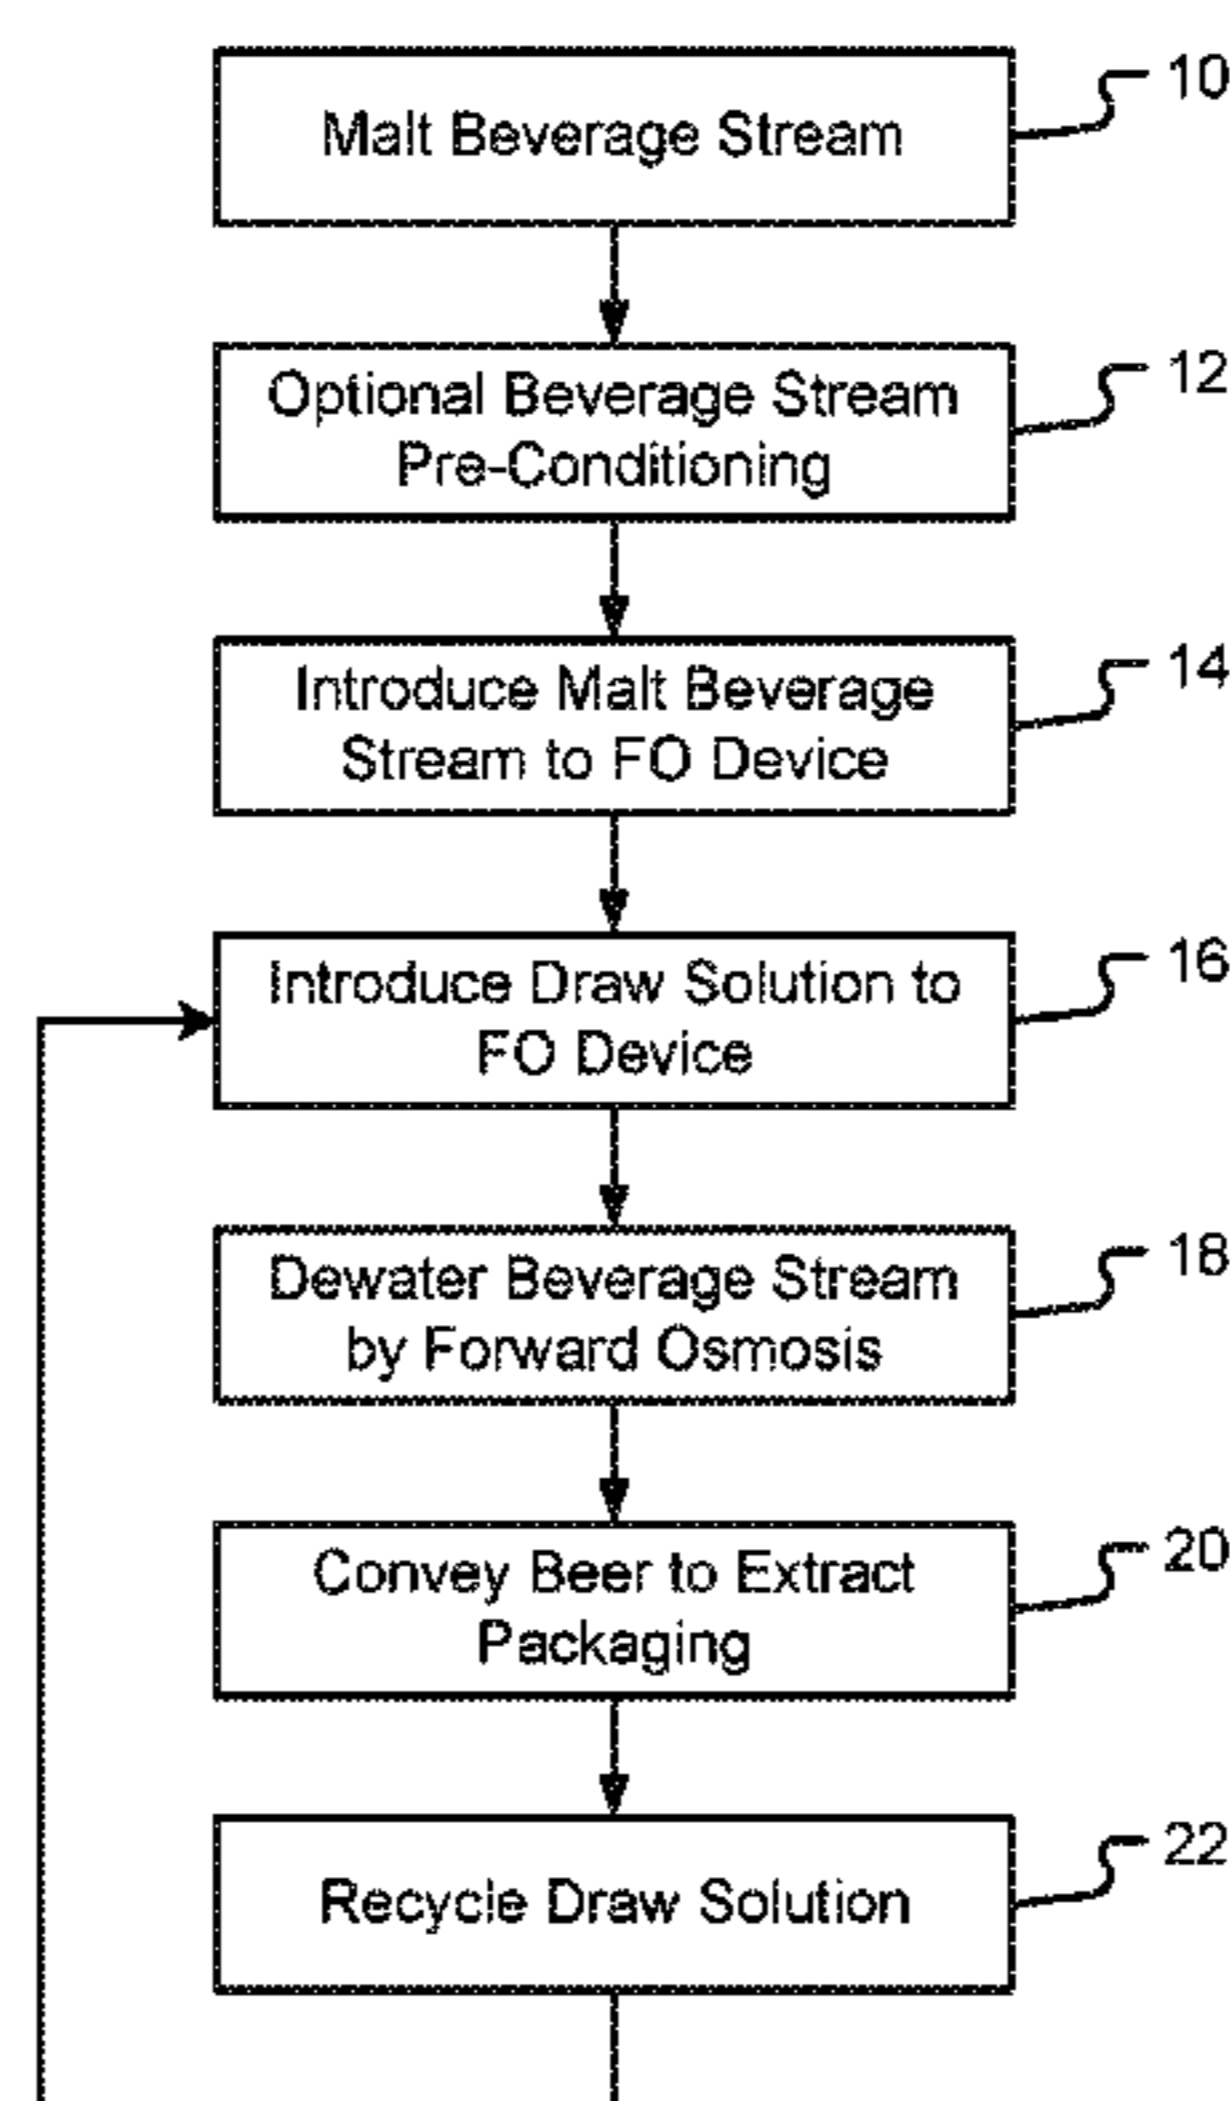 Malt Beverage Stream
10
Optional Beverage Stream
Pre-Conditioning
12
Introduce Malt Beverage
Stream to FO Device
14
Introduce Draw Solution to
FO Device
16
Dewater Beverage Stream
by Forward Osmosis
18
Convey Beer to Extract
Packaging
20
Recycle Draw Solution
22